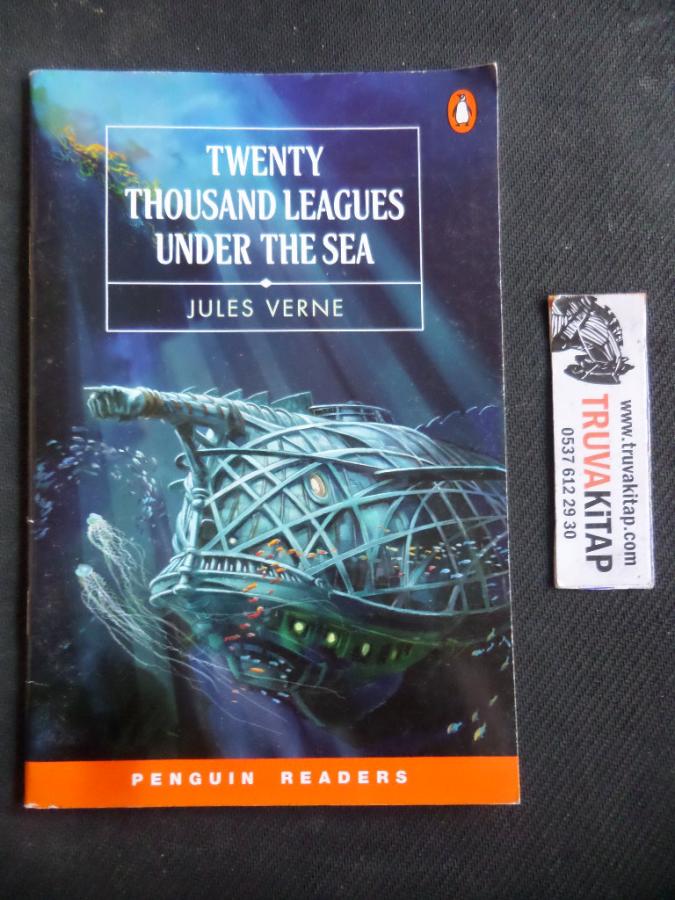 TWENTY
THOUSAND LEAGUES
UNDER THE SEA
JULES VERNE
PENGUIN READERS
www.truvakitap.com
TRUVAKiTAP
0537 612 29 30